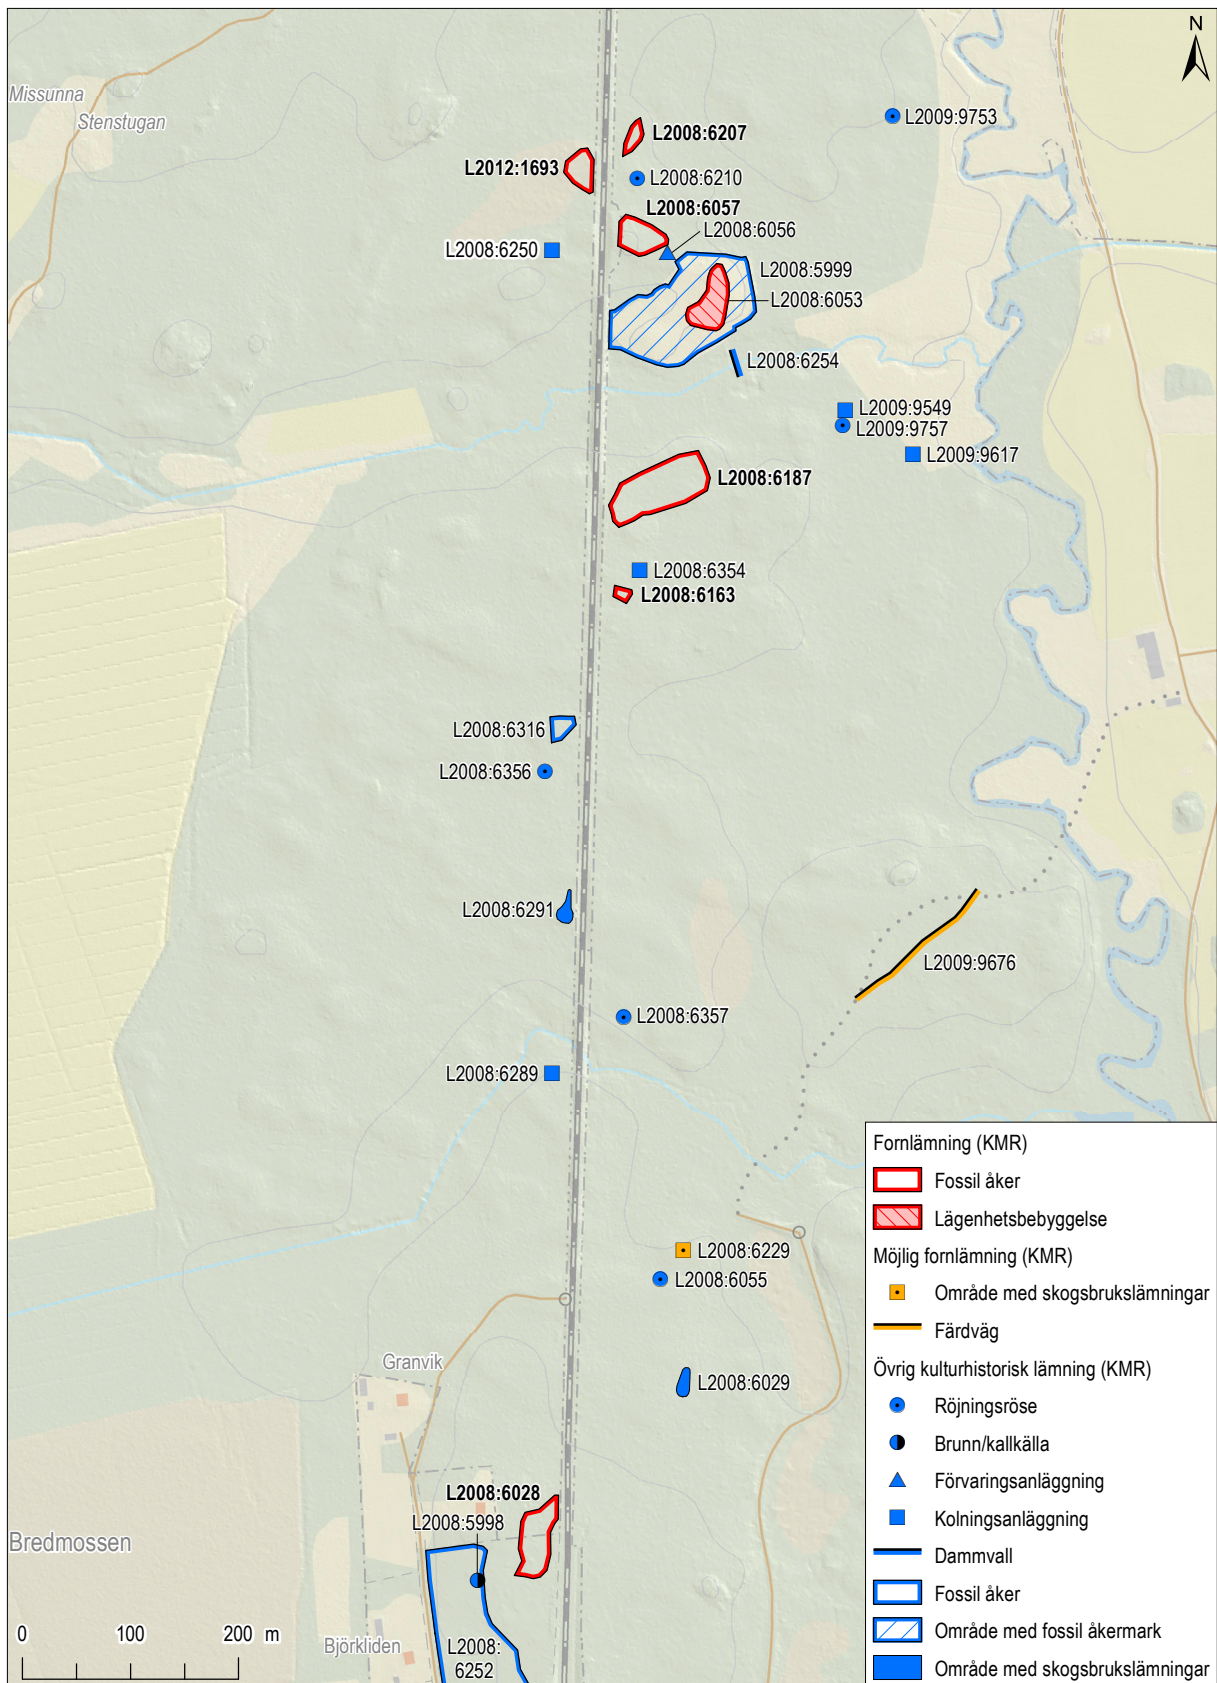 N
Missunna
Stenstugan
L2009:9753
L2008:6207
L2012:1693
L2008:6210
L2008:6057
L2008:6056
L2008:6250
L2008:5999
L2008:6053
L2008:6254
L2009:9549
L2009:9757
L2009:9617
L2008:6187
L2008:6354
L2008:6163
L2008:6316
L2008:6356
L2008:6291
L2009:9676
L2008:6357
L2008:6289
L2008:6229
L2008:6055
Granvik
L2008:6029
L2008:6028
L2008:5998
Bredmossen
Björkliden
L2008:
6252
0 100 200 m
Fornlämning (KMR)
Fossil åker
Lägenhetsbebyggelse
Möjlig fornlämning (KMR)
Område med skogsbrukslämningar
Färdväg
Övrig kulturhistorisk lämning (KMR)
Röjningsröse
Brunn/kallkälla
Förvaringsanläggning
Kolningsanläggning
Dammvall
Fossil åker
Område med fossil åkermark
Område med skogsbrukslämningar